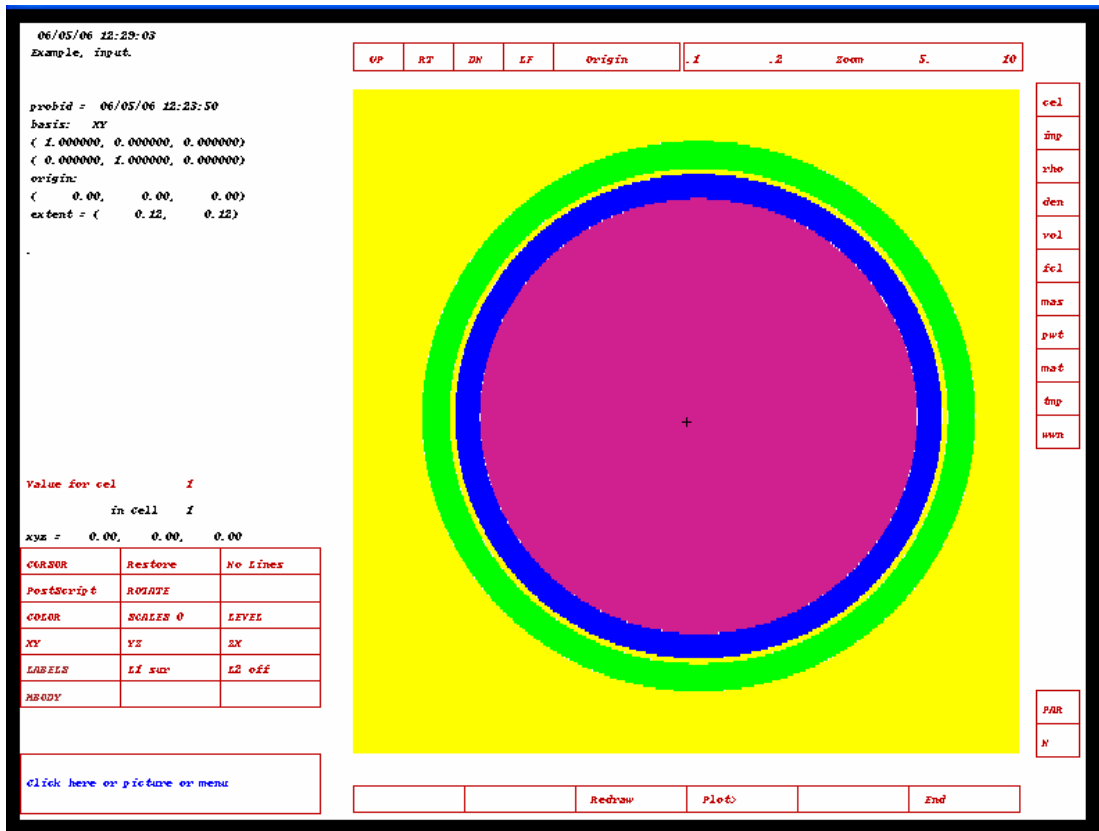 06/05/06 12:29:03
Example, input.
probid = 06/05/06 12:23:50
basis: XY
( 1.000000, 0.000000, 0.000000)
( 0.000000, 1.000000, 0.000000)
origin:
( 0.00, 0.00, 0.00)
extent = ( 0.12, 0.12)
UP RT DN LF Origin .1 .2 Zoom 5. 10
cel
imp
rho
den
vol
fcl
mas
pwt
mat
tmp
wwn
Value for cel 1
in cell 1
xyz = 0.00, 0.00, 0.00
CURSOR Restore No Lines
PostScript ROTATE
COLOR SCALES 0 LEVEL
XY YZ ZX
LABELS L1 sur L2 off
MBODY
PAR
N
Click here or picture or menu
Redraw Plot> End